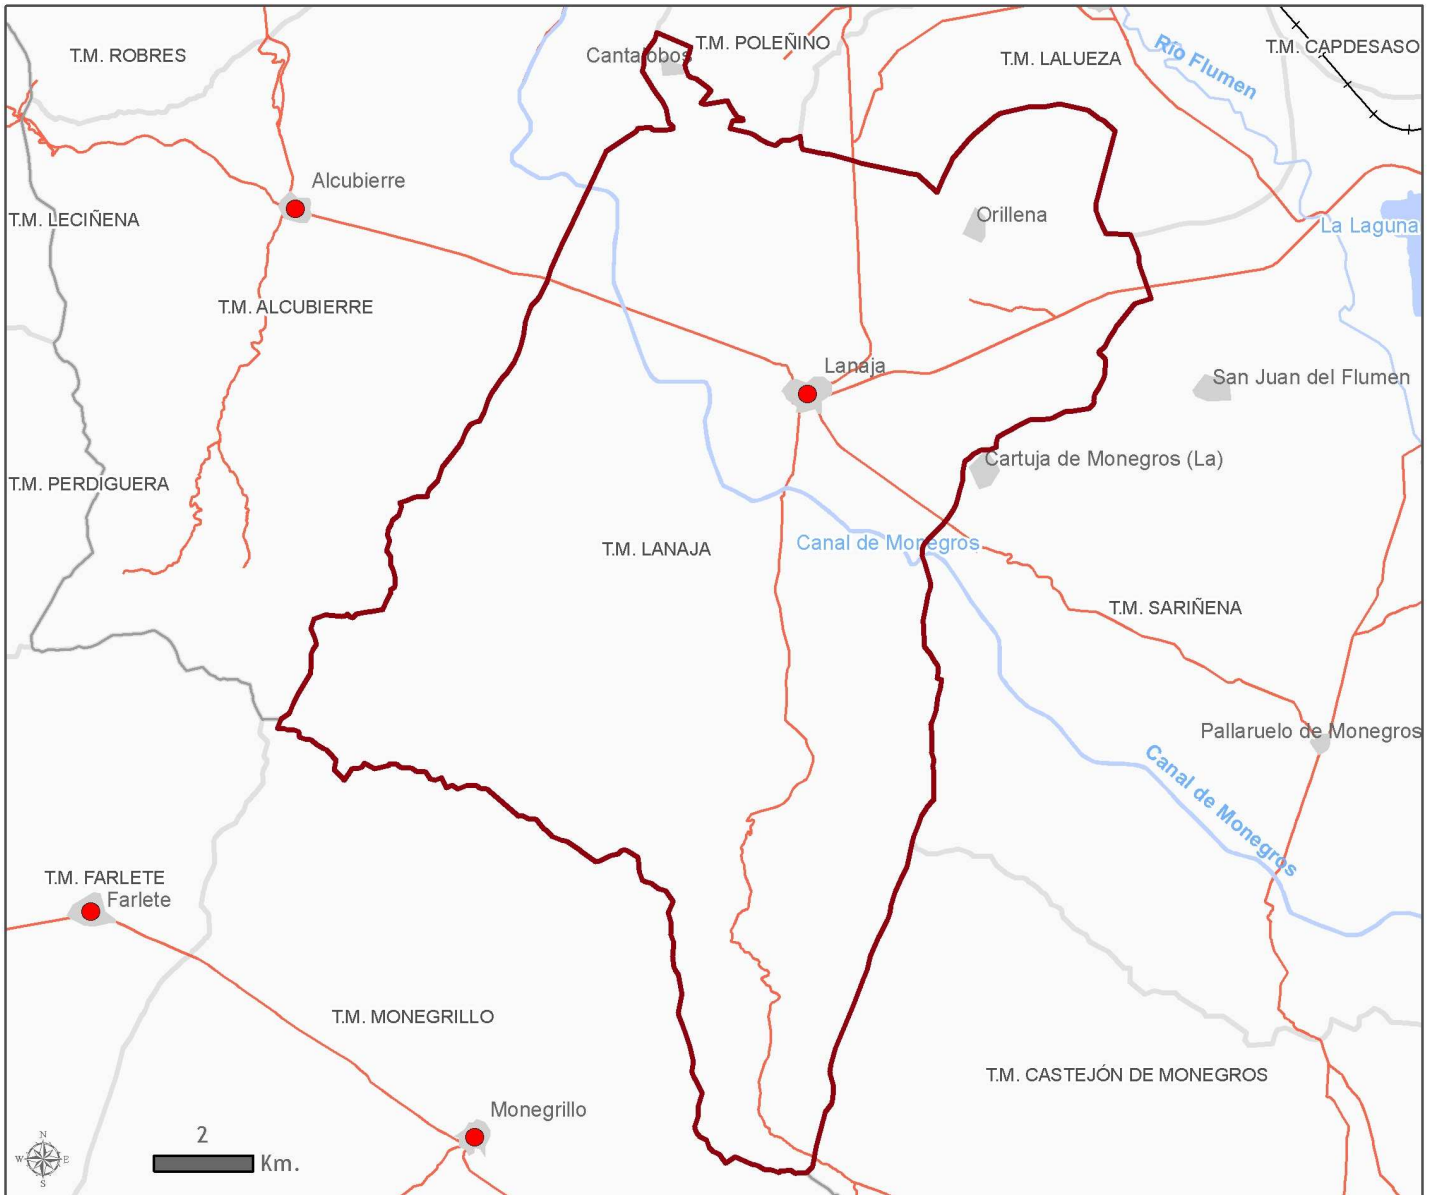 T.M. ROBRES
Cantalobos
T.M. POLEÑINO
T.M. LALUEZA
Río Flumen
T.M. CAPDESASO
Alcubierre
T.M. LECIÑENA
Orillena
La Laguna
T.M. ALCUBIERRE
Lanaja
San Juan del Flumen
T.M. PERDIGUERA
Cartuja de Monegros (La)
T.M. LANAJA
Canal de Monegros
T.M. SARIÑENA
Pallaruelo de Monegros
Canal de Monegros
T.M. FARLETE
Farlete
T.M. MONEGRILLO
T.M. CASTEJÓN DE MONEGROS
Monegrillo
2
Km.
N
W E
S